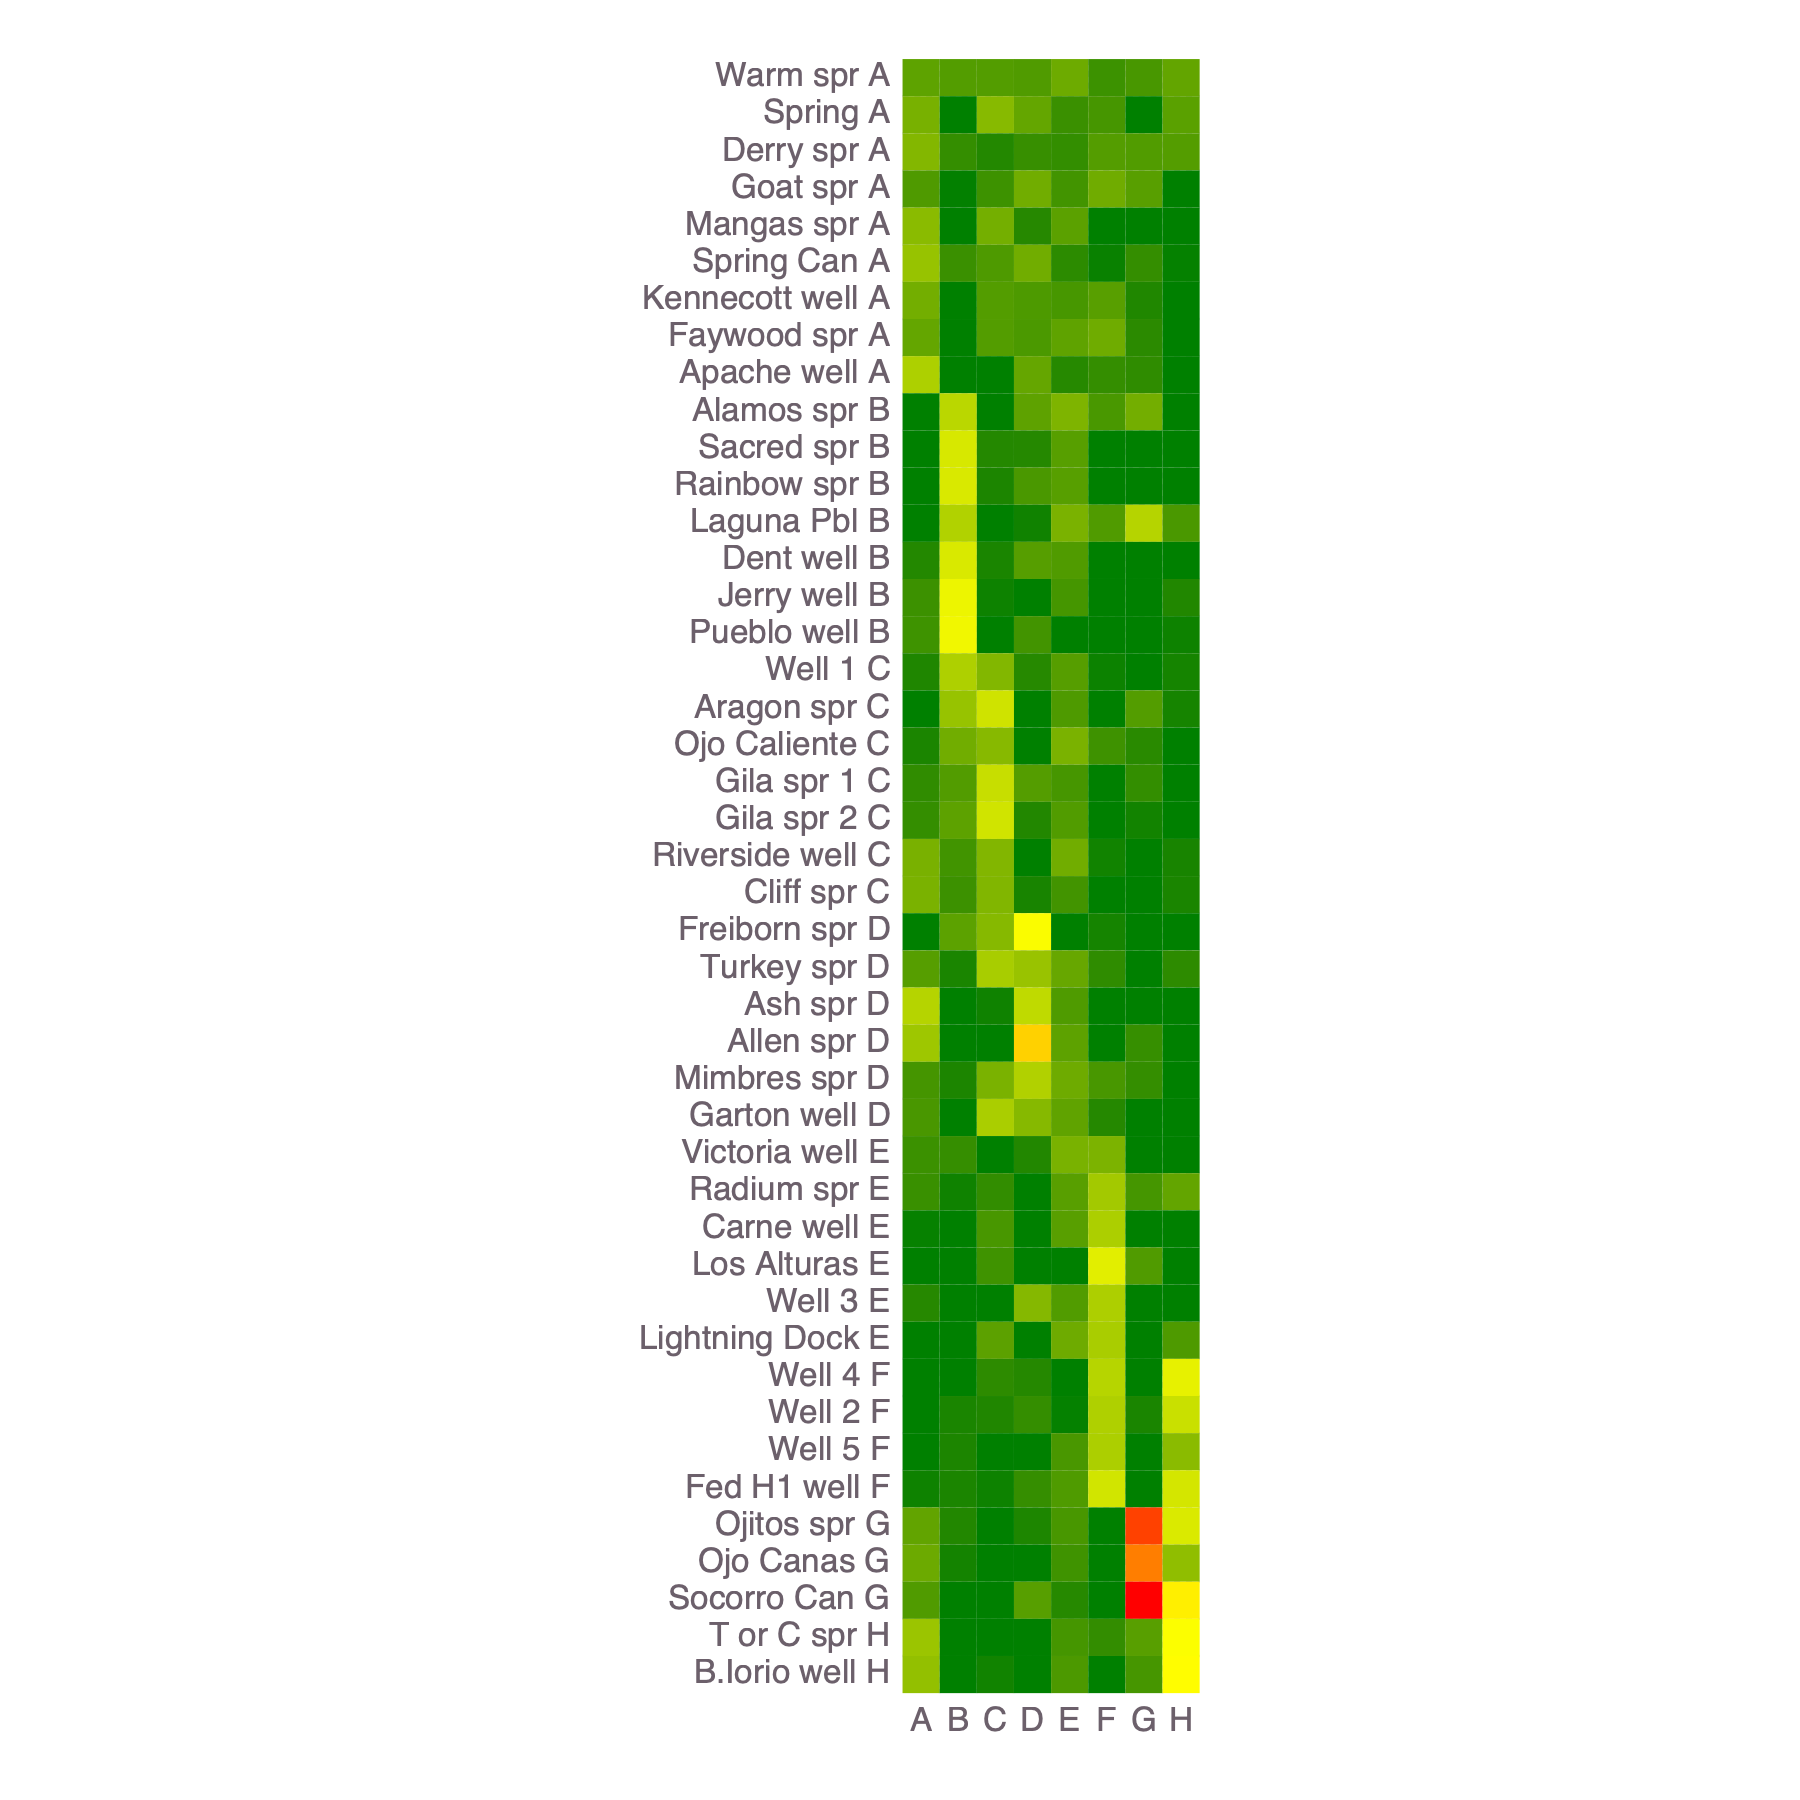 Warm spr A
Spring A
Derry spr A
Goat spr A
Mangas spr A
Spring Can A
Kennecott well A
Faywood spr A
Apache well A
Alamos spr B
Sacred spr B
Rainbow spr B
Laguna Pbl B
Dent well B
Jerry well B
Pueblo well B
Well 1 C
Aragon spr C
Ojo Caliente C
Gila spr 1 C
Gila spr 2 C
Riverside well C
Cliff spr C
Freiborn spr D
Turkey spr D
Ash spr D
Allen spr D
Mimbres spr D
Garton well D
Victoria well E
Radium spr E
Carne well E
Los Alturas E
Well 3 E
Lightning Dock E
Well 4 F
Well 2 F
Well 5 F
Fed H1 well F
Ojitos spr G
Ojo Canas G
Socorro Can G
T or C spr H
B.Iorio well H
A B C D E F G H